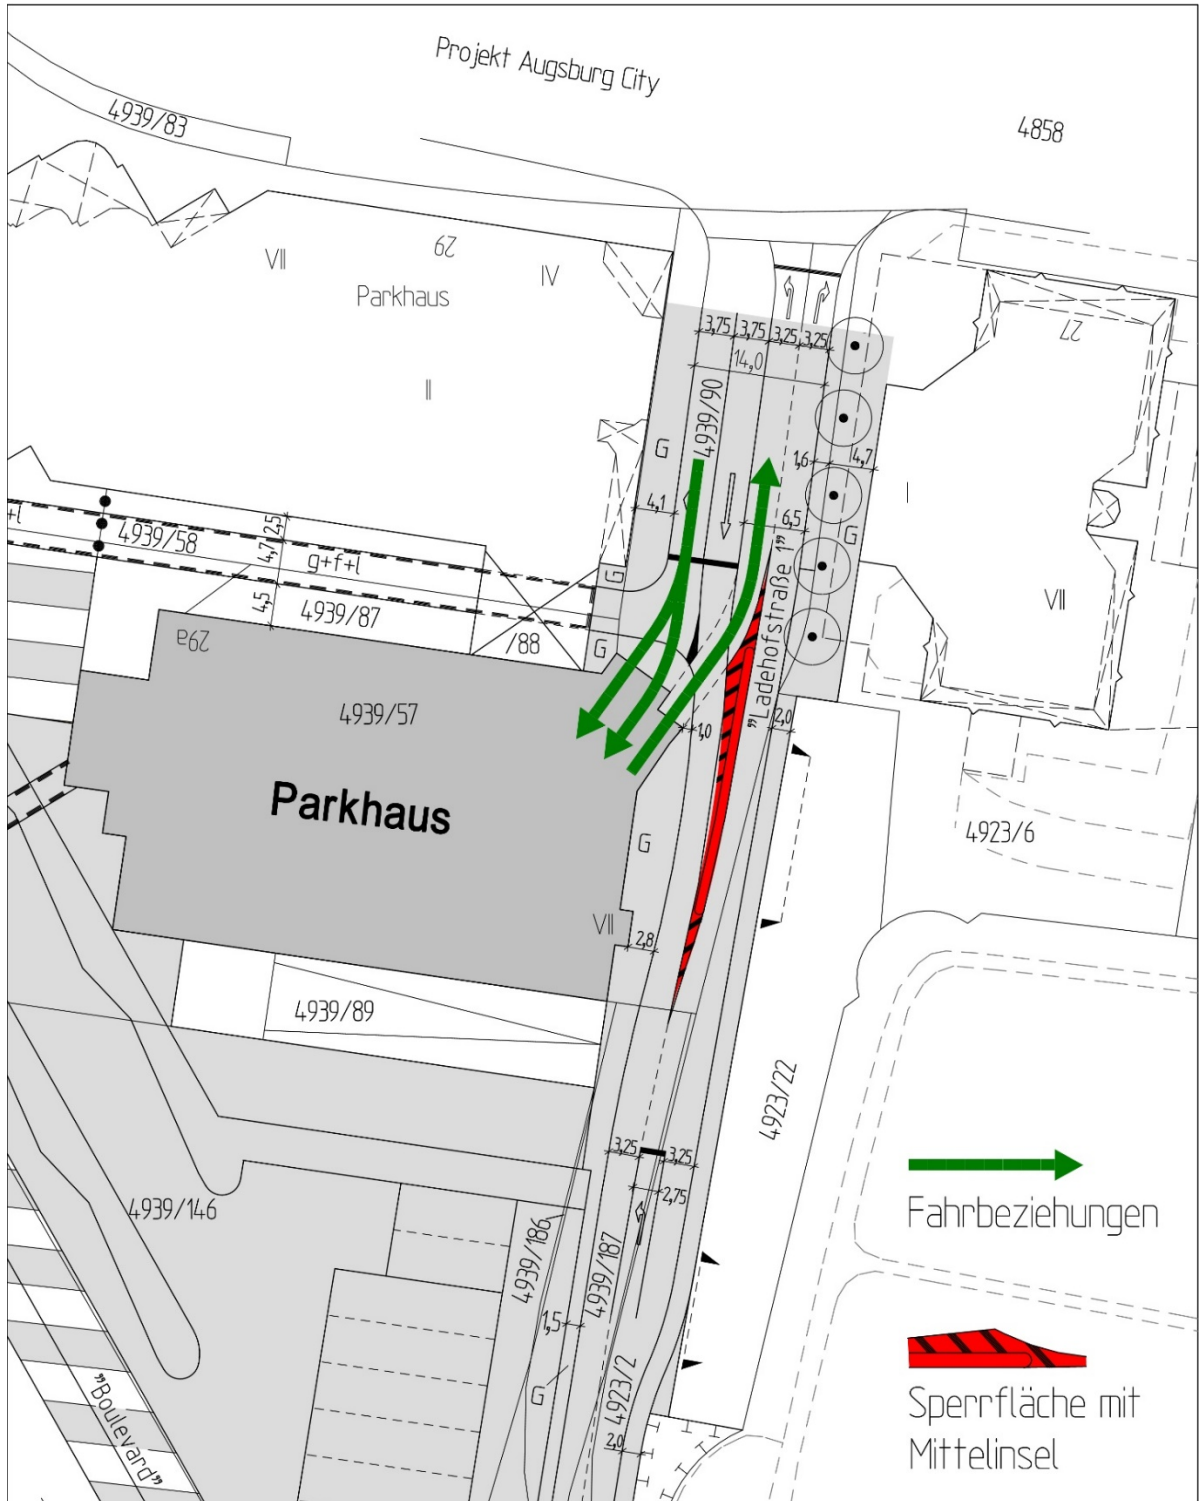 Projekt Augsburg City
4939/83
4858
VII
29
IV
Parkhaus
II
27
3,75
3,75
3,25
3,25
14,0
4939/90
G
1,6
4,7
4,1
6,5
G
I
+l
4939/58
2,5
4,7
g+f+l
4,5
4939/87
/88
G
G
VII
29a
4939/57
"Ladehofstraße 1"
2,0
1,0
Parkhaus
G
4923/6
VII
2,8
4939/89
4923/22
3,25
3,25
2,75
4939/146
4939/186
4939/187
1,5
G
4923/2
2,0
"Boulevard"
Fahrbeziehungen
Sperrfläche mit
Mittelinsel